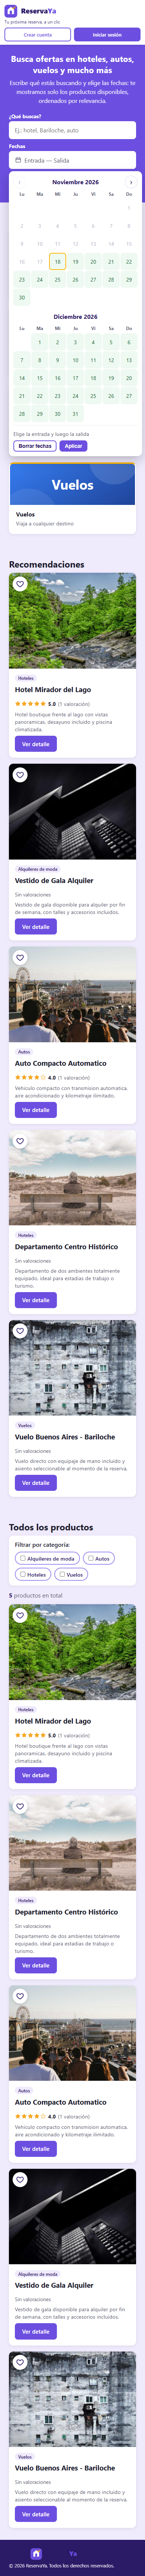 ReservaYa
Tu próxima reserva, a un clic
Crear cuenta
Iniciar sesión
Busca ofertas en hoteles, autos,
vuelos y mucho más
Escribe qué estás buscando y elige las fechas; te
mostraremos solo los productos disponibles,
ordenados por relevancia.
¿Qué buscas?
Ej.: hotel, Bariloche, auto
Fechas
Entrada — Salida
Noviembre 2026
Lu Ma Mi Ju Vi Sa Do
1
2 3 4 5 6 7 8
9 10 11 12 13 14 15
16 17 18 19 20 21 22
23 24 25 26 27 28 29
30
Diciembre 2026
Lu Ma Mi Ju Vi Sa Do
1 2 3 4 5 6
7 8 9 10 11 12 13
14 15 16 17 18 19 20
21 22 23 24 25 26 27
28 29 30 31
Elige la entrada y luego la salida
Borrar fechas
Aplicar
Vuelos
Vuelos
Viaja a cualquier destino
Recomendaciones
Hoteles
Hotel Mirador del Lago
5.0 (1 valoración)
Hotel boutique frente al lago con vistas
panoramicas, desayuno incluido y piscina
climatizada.
Ver detalle
Alquileres de moda
Vestido de Gala Alquiler
Sin valoraciones
Vestido de gala disponible para alquiler por fin
de semana, con talles y accesorios incluidos.
Ver detalle
Autos
Auto Compacto Automatico
4.0 (1 valoración)
Vehiculo compacto con transmision automatica,
aire acondicionado y kilometraje ilimitado.
Ver detalle
Hoteles
Departamento Centro Histórico
Sin valoraciones
Departamento de dos ambientes totalmente
equipado, ideal para estadias de trabajo o
turismo.
Ver detalle
Vuelos
Vuelo Buenos Aires - Bariloche
Sin valoraciones
Vuelo directo con equipaje de mano incluido y
asiento seleccionable al momento de la reserva.
Ver detalle
Todos los productos
Filtrar por categoría:
Alquileres de moda
Autos
Hoteles
Vuelos
5 productos en total
Hoteles
Hotel Mirador del Lago
5.0 (1 valoración)
Hotel boutique frente al lago con vistas
panoramicas, desayuno incluido y piscina
climatizada.
Ver detalle
Hoteles
Departamento Centro Histórico
Sin valoraciones
Departamento de dos ambientes totalmente
equipado, ideal para estadias de trabajo o
turismo.
Ver detalle
Autos
Auto Compacto Automatico
4.0 (1 valoración)
Vehiculo compacto con transmision automatica,
aire acondicionado y kilometraje ilimitado.
Ver detalle
Alquileres de moda
Vestido de Gala Alquiler
Sin valoraciones
Vestido de gala disponible para alquiler por fin
de semana, con talles y accesorios incluidos.
Ver detalle
Vuelos
Vuelo Buenos Aires - Bariloche
Sin valoraciones
Vuelo directo con equipaje de mano incluido y
asiento seleccionable al momento de la reserva.
Ver detalle
Ya
© 2026 ReservaYa. Todos los derechos reservados.